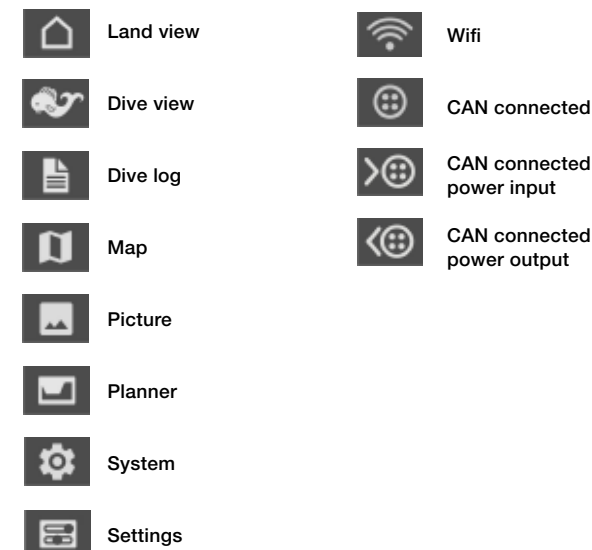 Land view
Dive view
Dive log
Map
Picture
Planner
System
Settings
Wifi
CAN connected
CAN connected
power input
CAN connected
power output